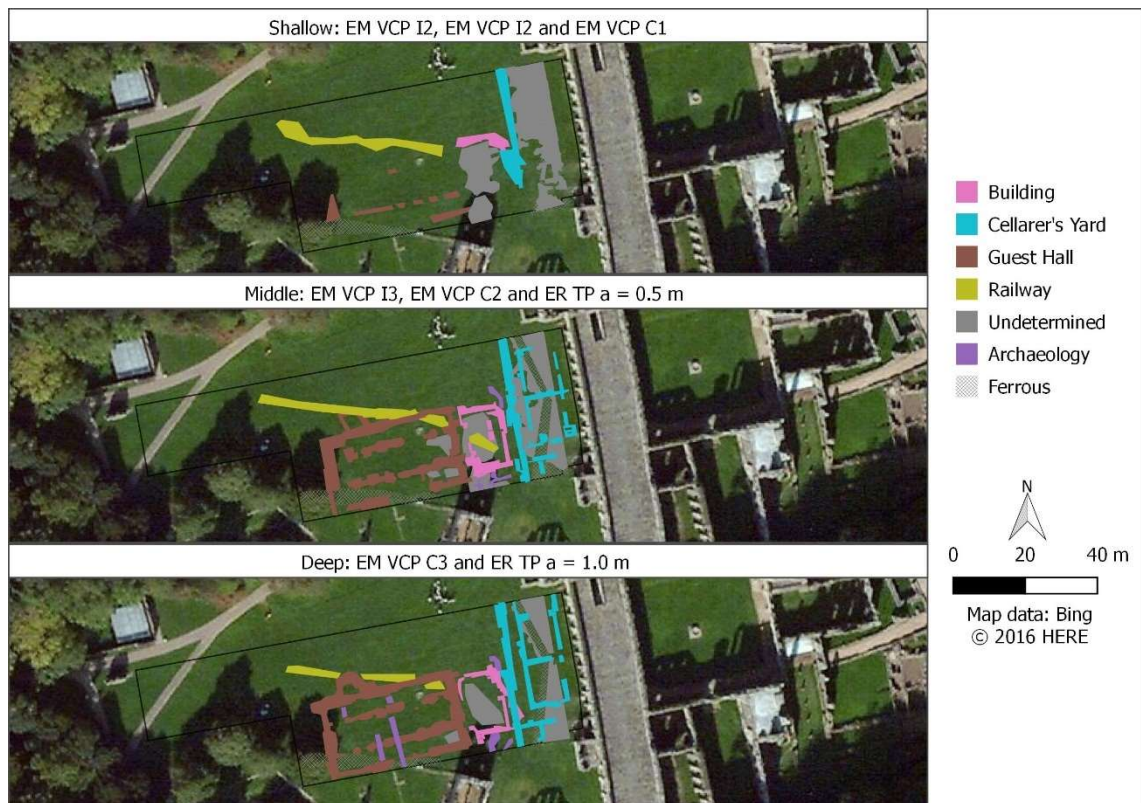 Shallow: EM VCP I2, EM VCP I2 and EM VCP C1
Middle: EM VCP I3, EM VCP C2 and ER TP a = 0.5 m
Deep: EM VCP C3 and ER TP a = 1.0 m
Building
Cellarer's Yard
Guest Hall
Railway
Undetermined
Archaeology
Ferrous
N
0 20 40 m
Map data: Bing
© 2016 HERE